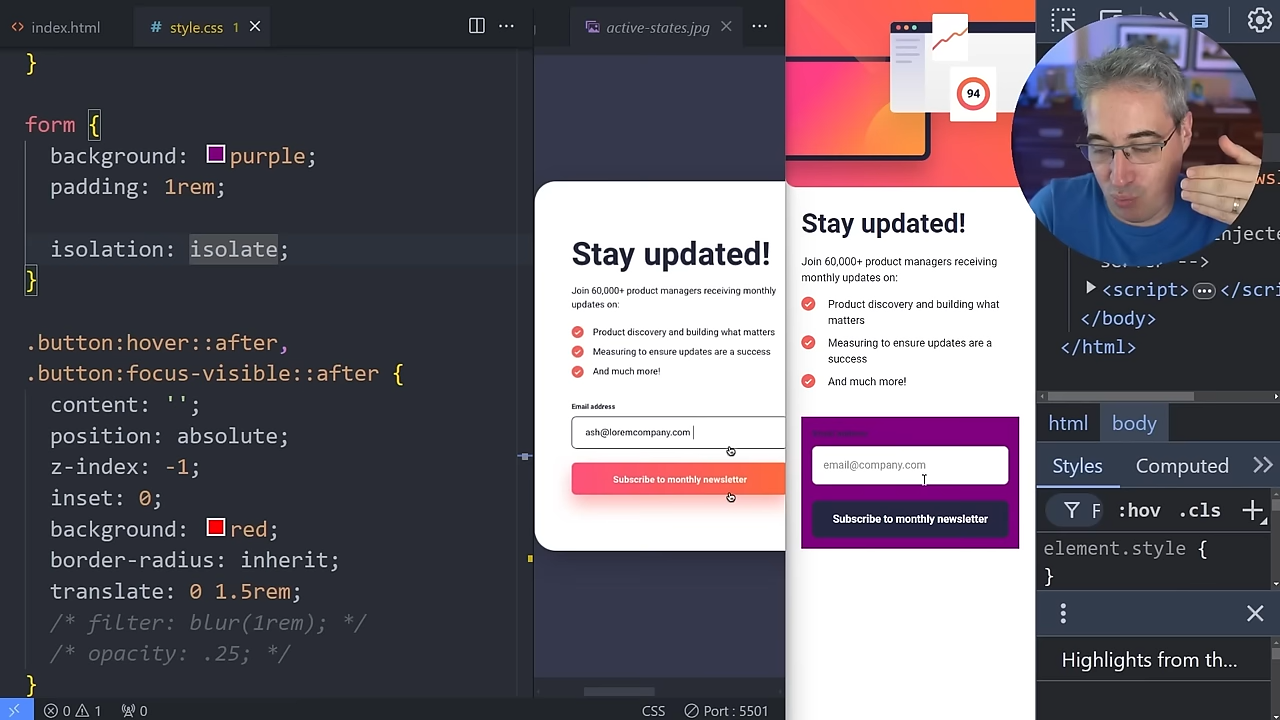 <> index.html
# style.css 1
active-states.jpg
}
form {
background: purple;
padding: 1rem;
isolation: isolate;
}
.button:hover::after,
.button:focus-visible::after {
content: '';
position: absolute;
z-index: -1;
inset: 0;
background: red;
border-radius: inherit;
translate: 0 1.5rem;
/* filter: blur(1rem); */
/* opacity: .25; */
}
0 1 0
CSS Port : 5501
Stay updated!
Join 60,000+ product managers receiving monthly
updates on:
Product discovery and building what matters
Measuring to ensure updates are a success
And much more!
Email address
ash@loremcompany.com
Subscribe to monthly newsletter
94
Stay updated!
Join 60,000+ product managers receiving
monthly updates on:
Product discovery and building what
matters
Measuring to ensure updates are a
success
And much more!
Email address
email@company.com
Subscribe to monthly newsletter
wsl
injecte
server -->
<script> ... </scri
</body>
</html>
html body
Styles Computed
F :hov .cls
element.style {
}
Highlights from th...